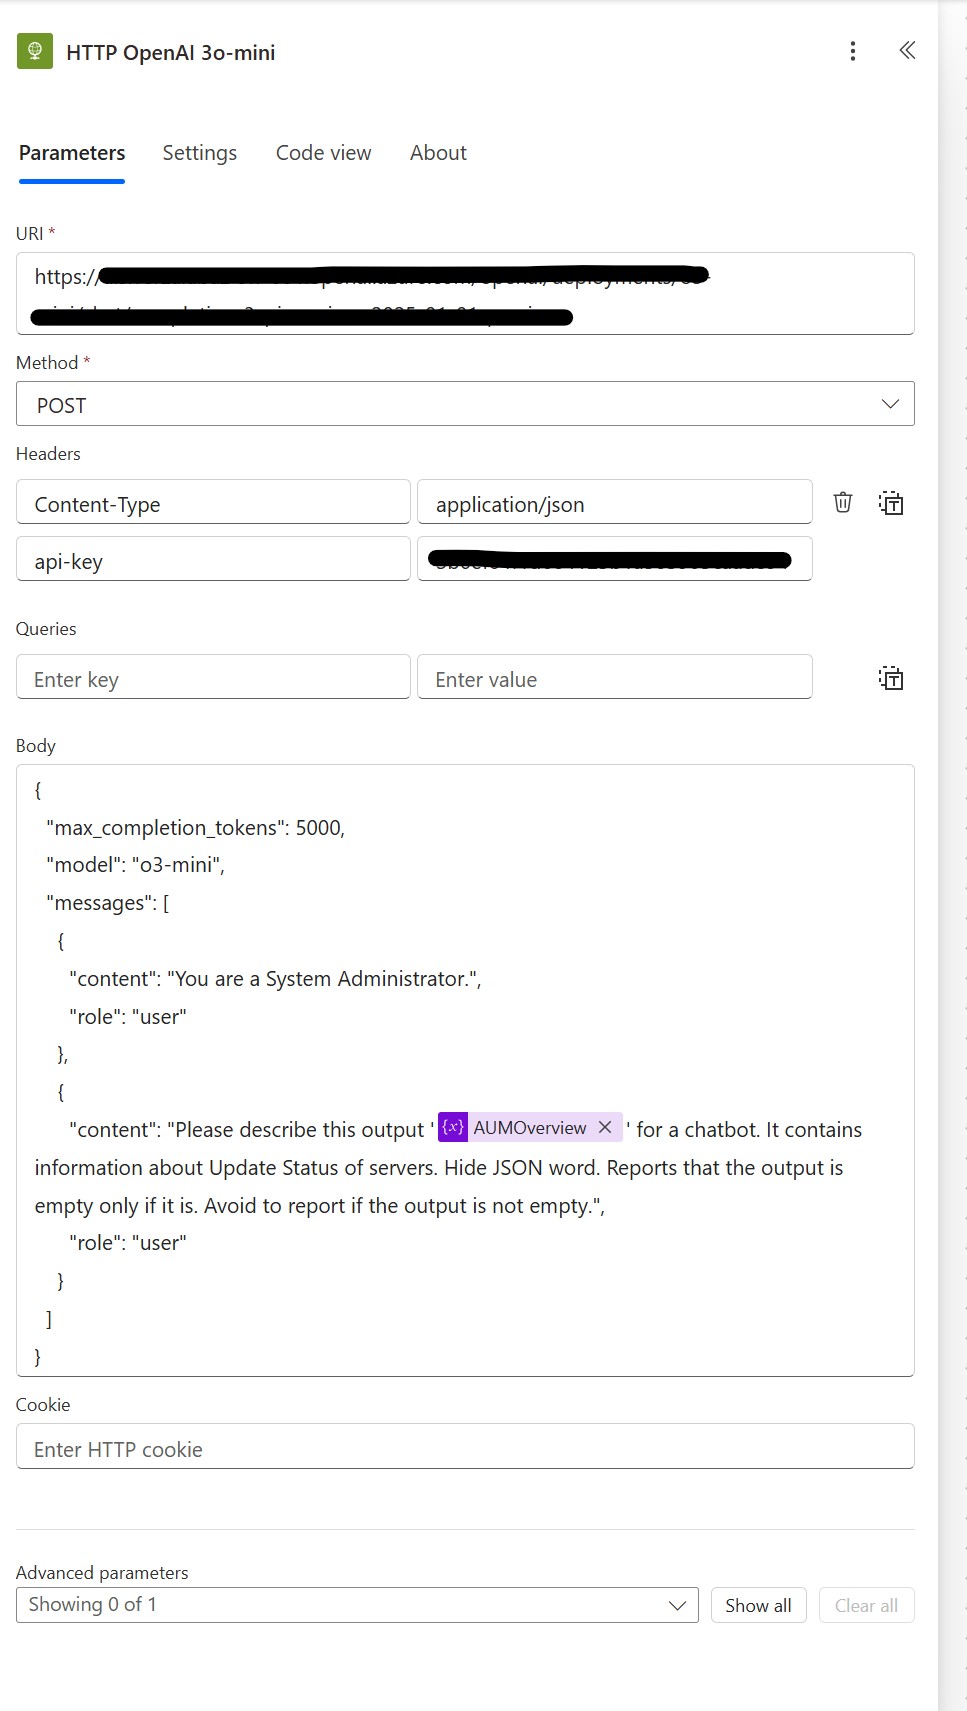 HTTP OpenAI 3o-mini
Parameters Settings Code view About
URI *
https://
Method *
POST
Headers
Content-Type application/json
api-key
Queries
Enter key Enter value
Body
{
"max_completion_tokens": 5000,
"model": "o3-mini",
"messages": [
{
"content": "You are a System Administrator.",
"role": "user"
},
{
"content": "Please describe this output ' {x} AUMOverview × ' for a chatbot. It contains
information about Update Status of servers. Hide JSON word. Reports that the output is
empty only if it is. Avoid to report if the output is not empty.",
"role": "user"
}
]
}
Cookie
Enter HTTP cookie
Advanced parameters
Showing 0 of 1 Show all Clear all